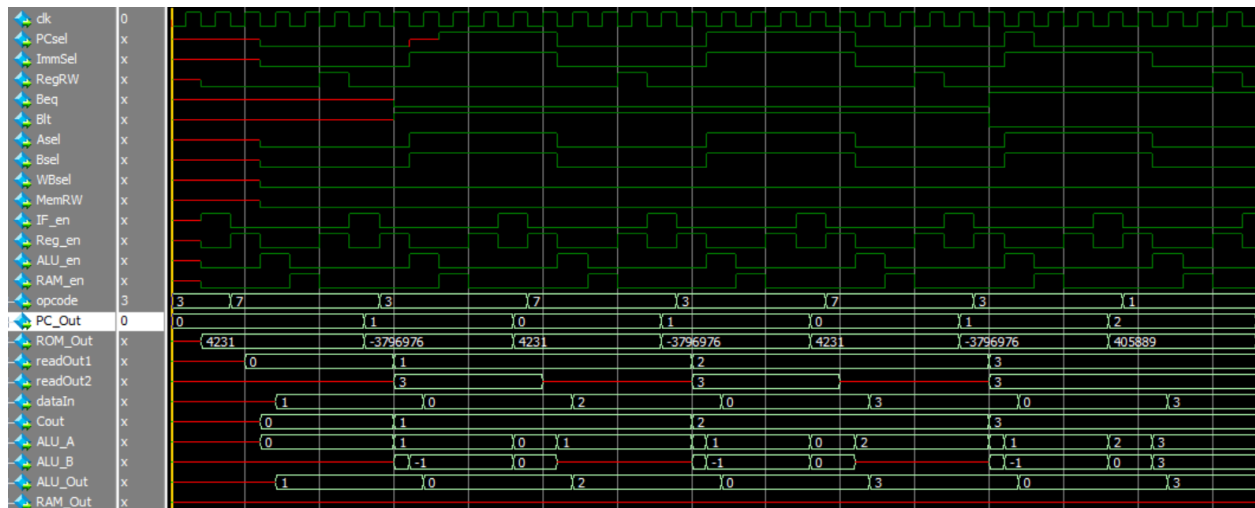 clk 0
PCsel x
ImmSel x
RegRW x
Beq x
Blt x
Asel x
Bsel x
WBsel x
MemRW x
IF_en x
Reg_en x
ALU_en x
RAM_en x
opcode 3 3 7 3 7 3 7 3 1
PC_Out 0 0 1 0 1 0 1 2
ROM_Out x 4231 -3796976 4231 -3796976 4231 -3796976 405889
readOut1 x 0 1 2 3
readOut2 x 3 3 3
dataIn x 1 0 2 0 3 0 3
Cout x 0 1 2 3
ALU_A x 0 1 0 1 1 0 2 1 2 3
ALU_B x -1 0 -1 0 -1 0 3
ALU_Out x 1 0 2 0 3 0 3
RAM_Out x